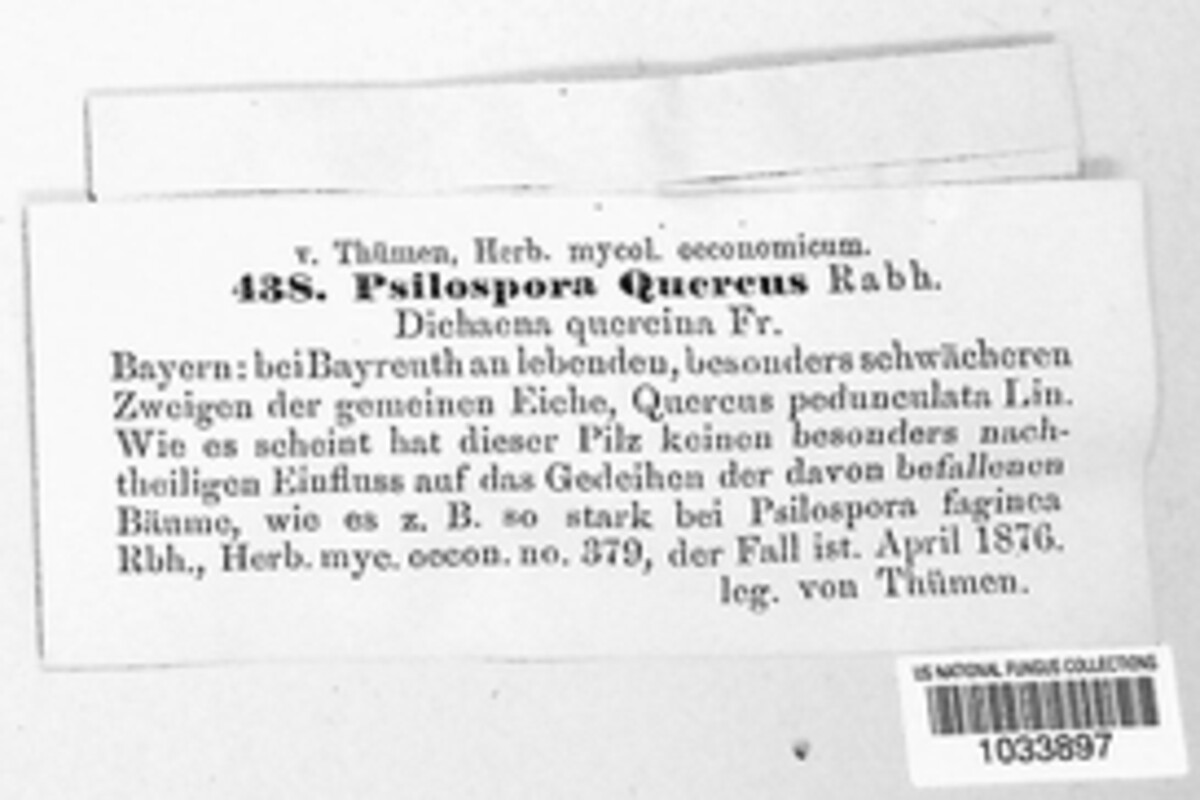 v. Thümen, Herb. mycol. oeconomicum.
438. Psilospora Quercus Rabh.
Dichaena quercina Fr.
Bayern: bei Bayreuth an lebenden, besonders schwächeren
Zweigen der gemeinen Eiche, Quercus pedunculata Lin.
Wie es scheint hat dieser Pilz keinen besonders nach-
theiligen Einfluss auf das Gedeihen der davon befallenen
Bäume, wie es z. B. so stark bei Psilospora faginea
Rbh., Herb. myc. oecon. no. 379, der Fall ist. April 1876.
leg. von Thümen.
US NATIONAL FUNGUS COLLECTIONS
1033897